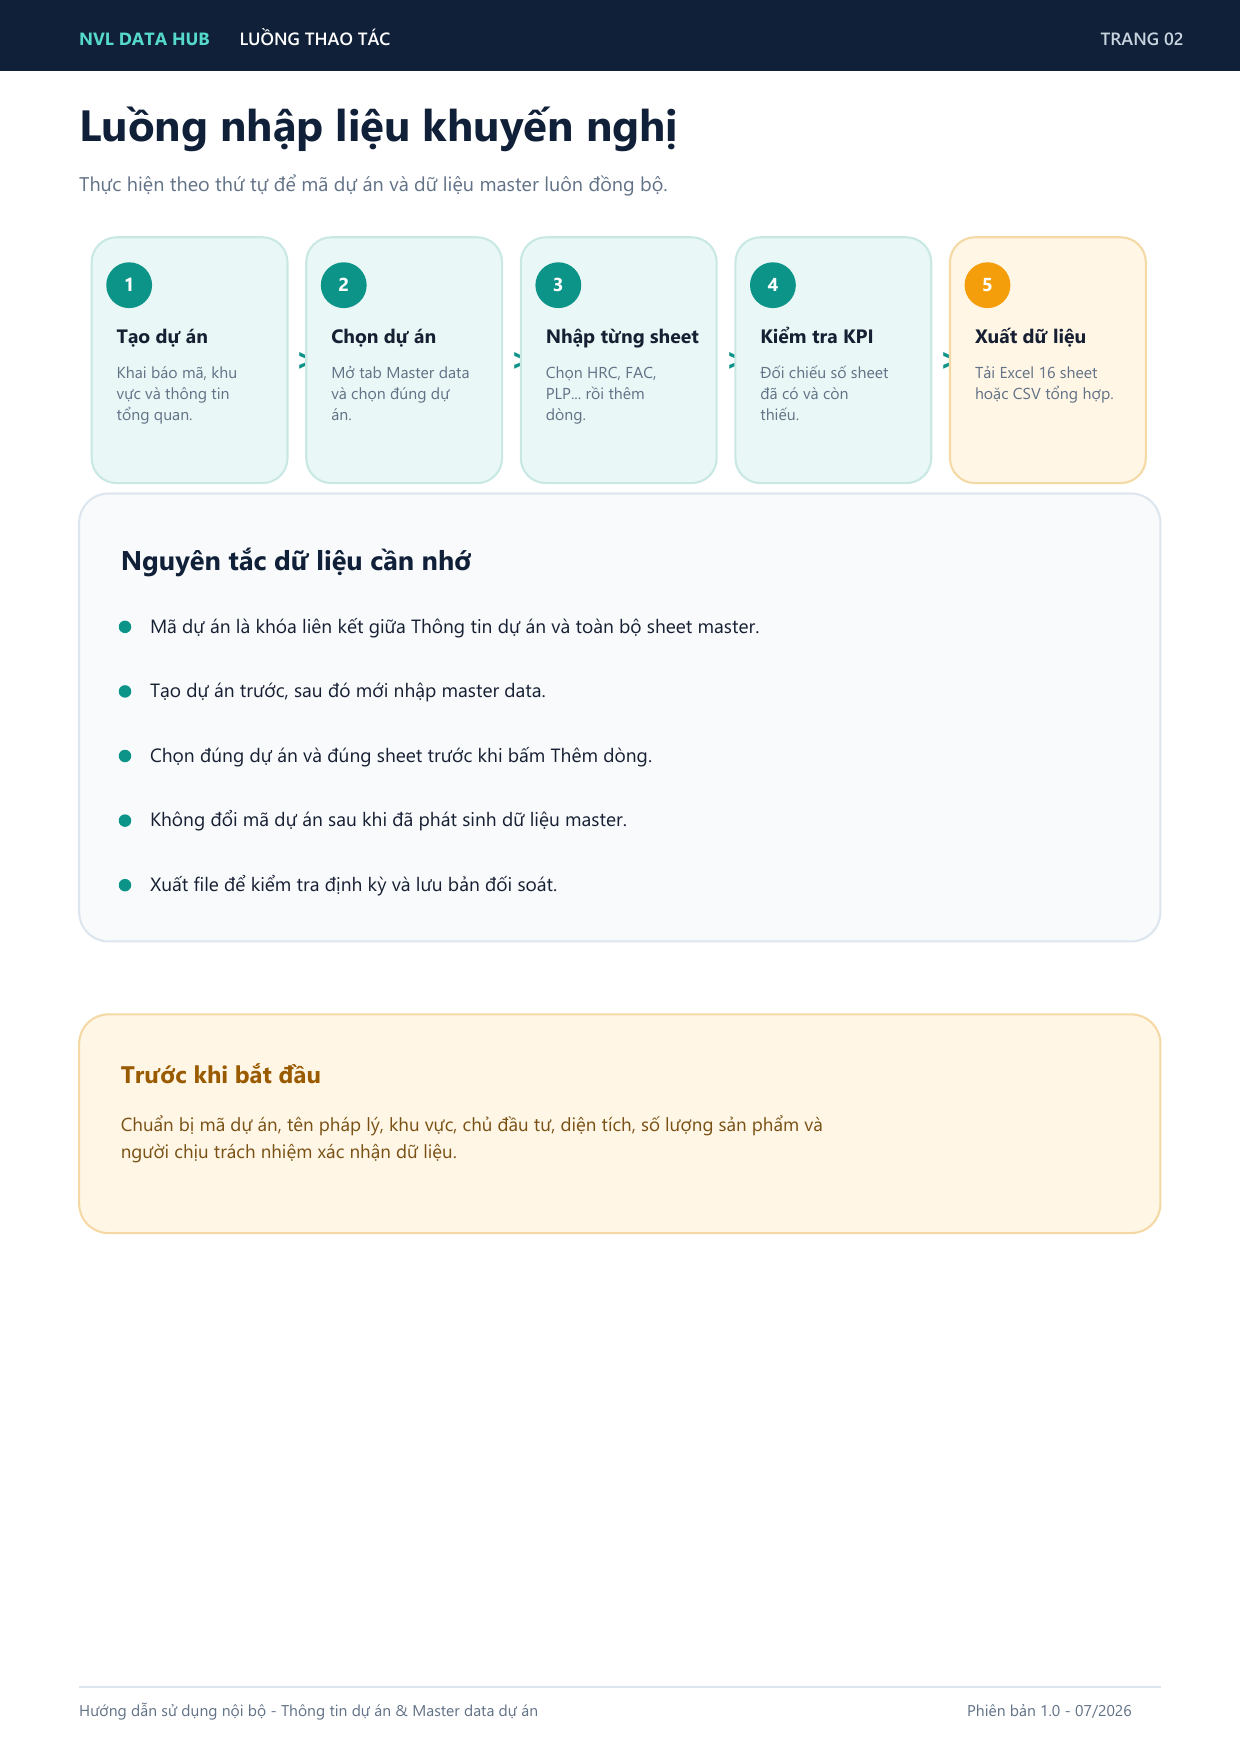 NVL DATA HUB LUỒNG THAO TÁC TRANG 02
Luồng nhập liệu khuyến nghị
Thực hiện theo thứ tự để mã dự án và dữ liệu master luôn đồng bộ.
1
Tạo dự án
Khai báo mã, khu
vực và thông tin
tổng quan.
>
2
Chọn dự án
Mở tab Master data
và chọn đúng dự
án.
>
3
Nhập từng sheet
Chọn HRC, FAC,
PLP... rồi thêm
dòng.
>
4
Kiểm tra KPI
Đối chiếu số sheet
đã có và còn
thiếu.
>
5
Xuất dữ liệu
Tải Excel 16 sheet
hoặc CSV tổng hợp.
Nguyên tắc dữ liệu cần nhớ
Mã dự án là khóa liên kết giữa Thông tin dự án và toàn bộ sheet master.
Tạo dự án trước, sau đó mới nhập master data.
Chọn đúng dự án và đúng sheet trước khi bấm Thêm dòng.
Không đổi mã dự án sau khi đã phát sinh dữ liệu master.
Xuất file để kiểm tra định kỳ và lưu bản đối soát.
Trước khi bắt đầu
Chuẩn bị mã dự án, tên pháp lý, khu vực, chủ đầu tư, diện tích, số lượng sản phẩm và
người chịu trách nhiệm xác nhận dữ liệu.
Hướng dẫn sử dụng nội bộ - Thông tin dự án & Master data dự án Phiên bản 1.0 - 07/2026